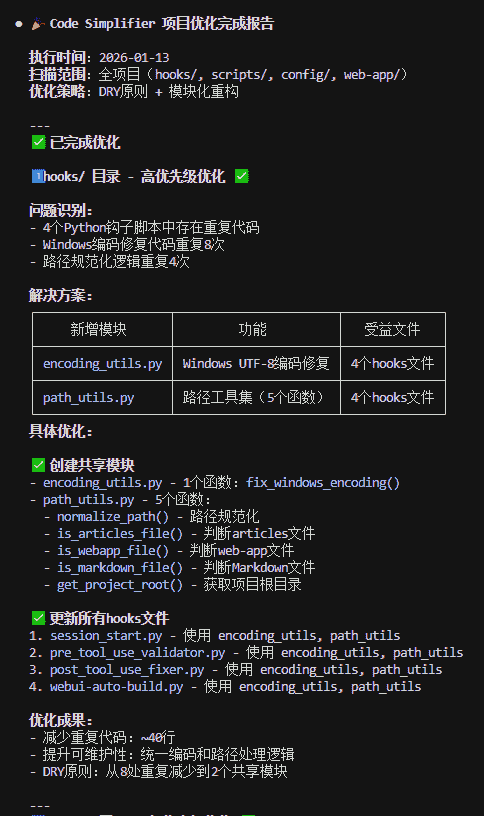 ● 🎉 Code Simplifier 项目优化完成报告
执行时间：2026-01-13
扫描范围：全项目（hooks/, scripts/, config/, web-app/）
优化策略：DRY原则 + 模块化重构
---
✅ 已完成优化
1️⃣hooks/ 目录 - 高优先级优化 ✅
问题识别：
- 4个Python钩子脚本中存在重复代码
- Windows编码修复代码重复8次
- 路径规范化逻辑重复4次
解决方案：
新增模块 功能 受益文件
encoding_utils.py Windows UTF-8编码修复 4个hooks文件
path_utils.py 路径工具集（5个函数） 4个hooks文件
具体优化：
✅ 创建共享模块
- encoding_utils.py - 1个函数：fix_windows_encoding()
- path_utils.py - 5个函数：
- normalize_path() - 路径规范化
- is_articles_file() - 判断articles文件
- is_webapp_file() - 判断web-app文件
- is_markdown_file() - 判断Markdown文件
- get_project_root() - 获取项目根目录
✅ 更新所有hooks文件
1. session_start.py - 使用 encoding_utils, path_utils
2. pre_tool_use_validator.py - 使用 encoding_utils, path_utils
3. post_tool_use_fixer.py - 使用 encoding_utils, path_utils
4. webui-auto-build.py - 使用 encoding_utils, path_utils
优化成果：
- 减少重复代码：~40行
- 提升可维护性：统一编码和路径处理逻辑
- DRY原则：从8处重复减少到2个共享模块
---